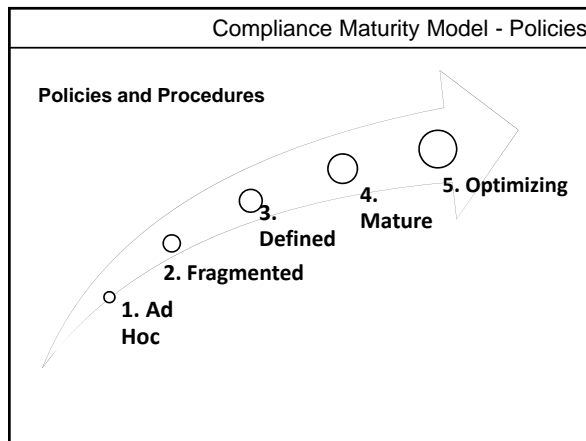 Compliance Maturity Model - Policies
Policies and Procedures
5. Optimizing
4.
Mature
3.
Defined
2. Fragmented
1. Ad
Hoc